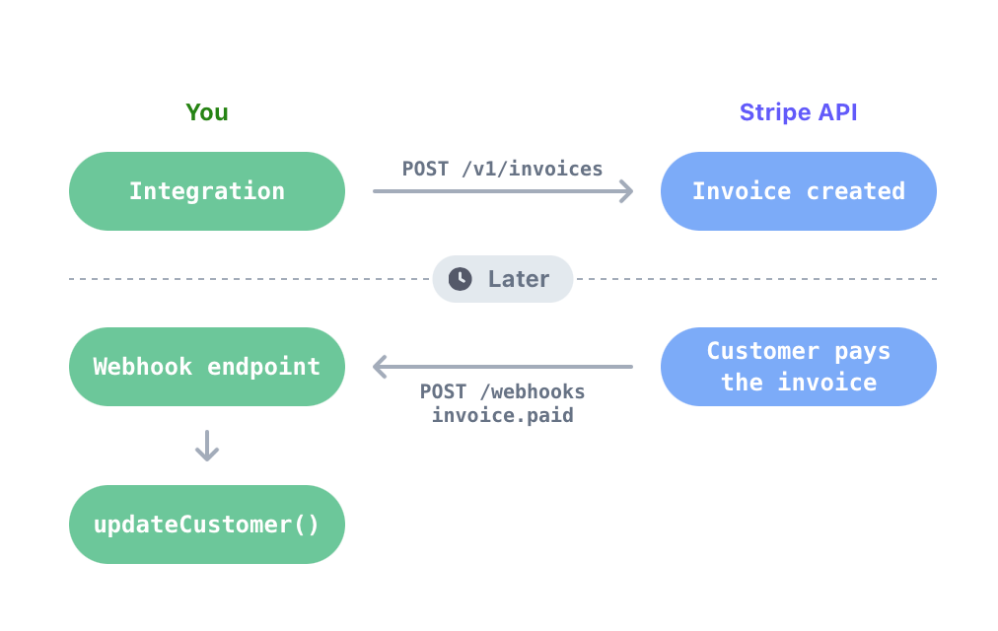 You
Stripe API
Integration
POST /v1/invoices
Invoice created
Later
Webhook endpoint
POST /webhooks
invoice.paid
Customer pays
the invoice
updateCustomer()